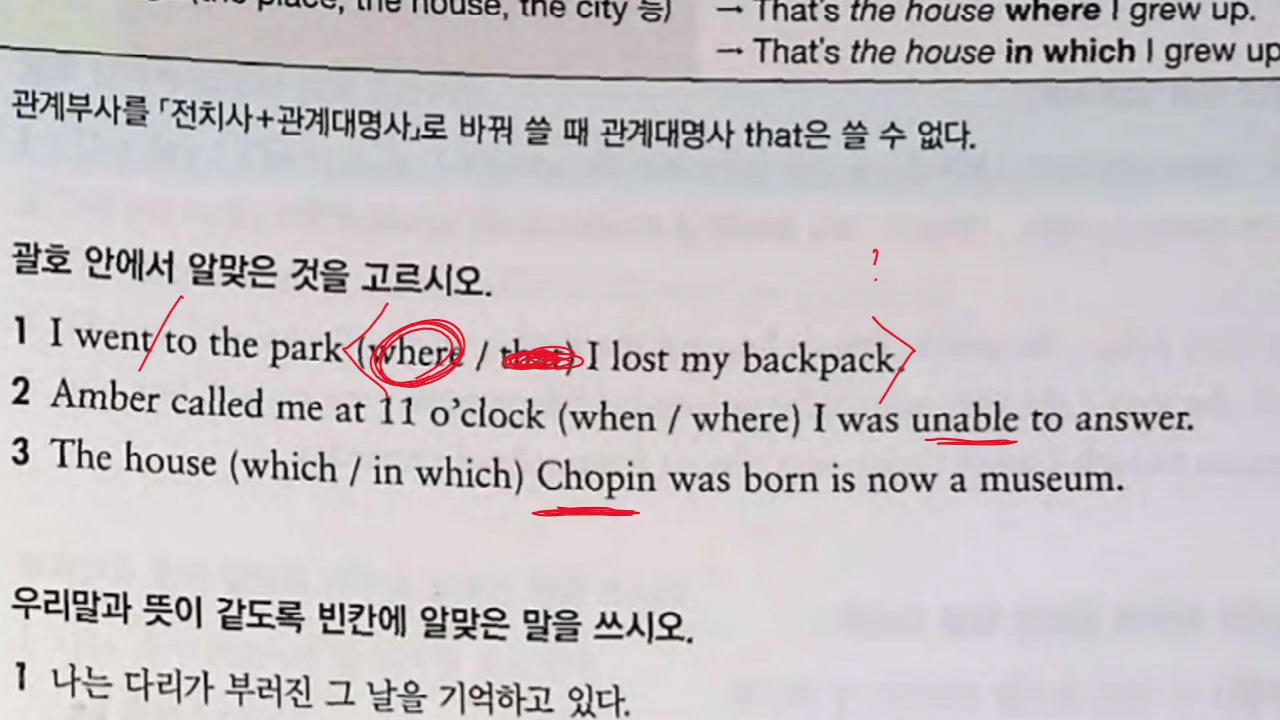 the house, the city 등) → That's the house where I grew up.
→ That's the house in which I grew up
관계부사를 「전치사+관계대명사」로 바꿔 쓸 때 관계대명사 that은 쓸 수 없다.
괄호 안에서 알맞은 것을 고르시오.
?
1 I went to the park (where / that) I lost my backpack.
2 Amber called me at 11 o'clock (when / where) I was unable to answer.
3 The house (which / in which) Chopin was born is now a museum.
우리말과 뜻이 같도록 빈칸에 알맞은 말을 쓰시오.
1 나는 다리가 부러진 그 날을 기억하고 있다.